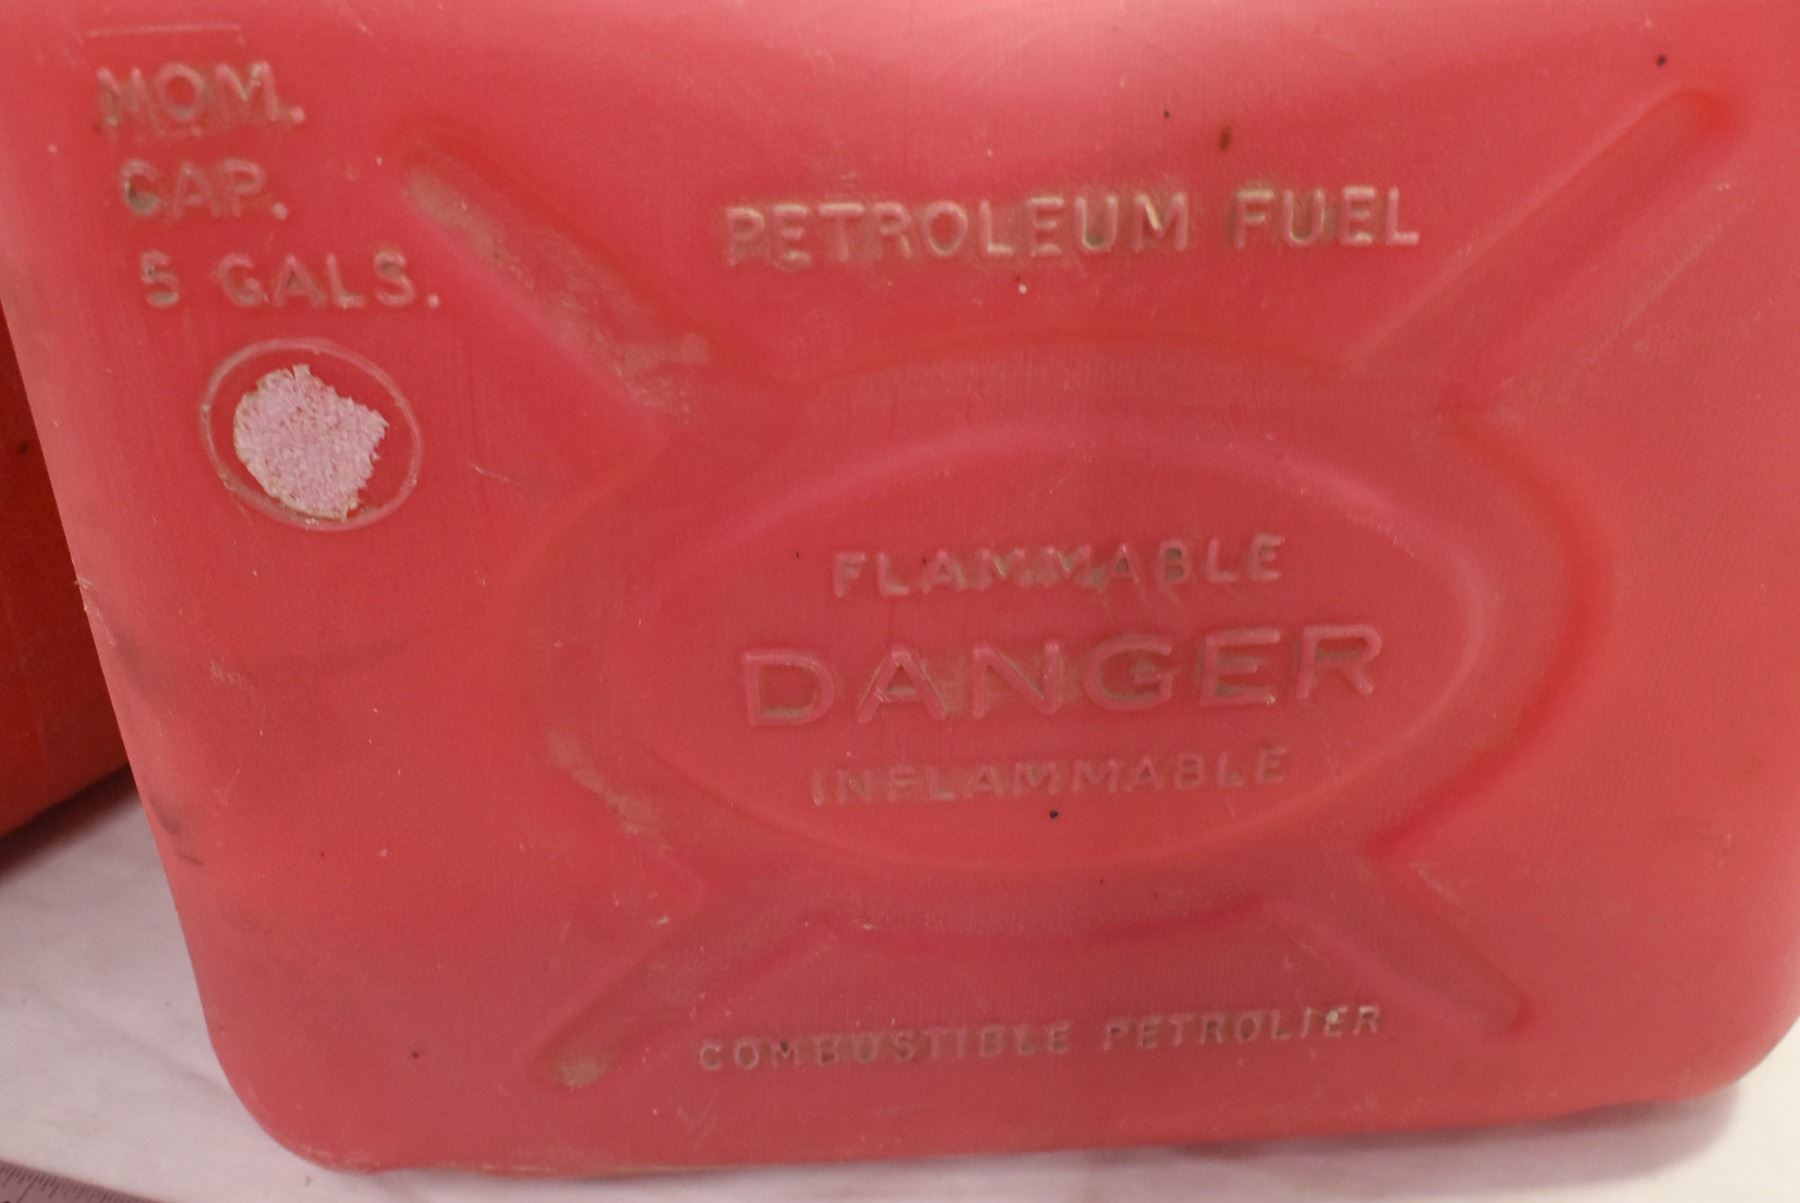 NOM.
CAP.
5 GALS.
PETROLEUM FUEL
FLAMMABLE
DANGER
INFLAMMABLE
COMBUSTIBLE PETROLIER